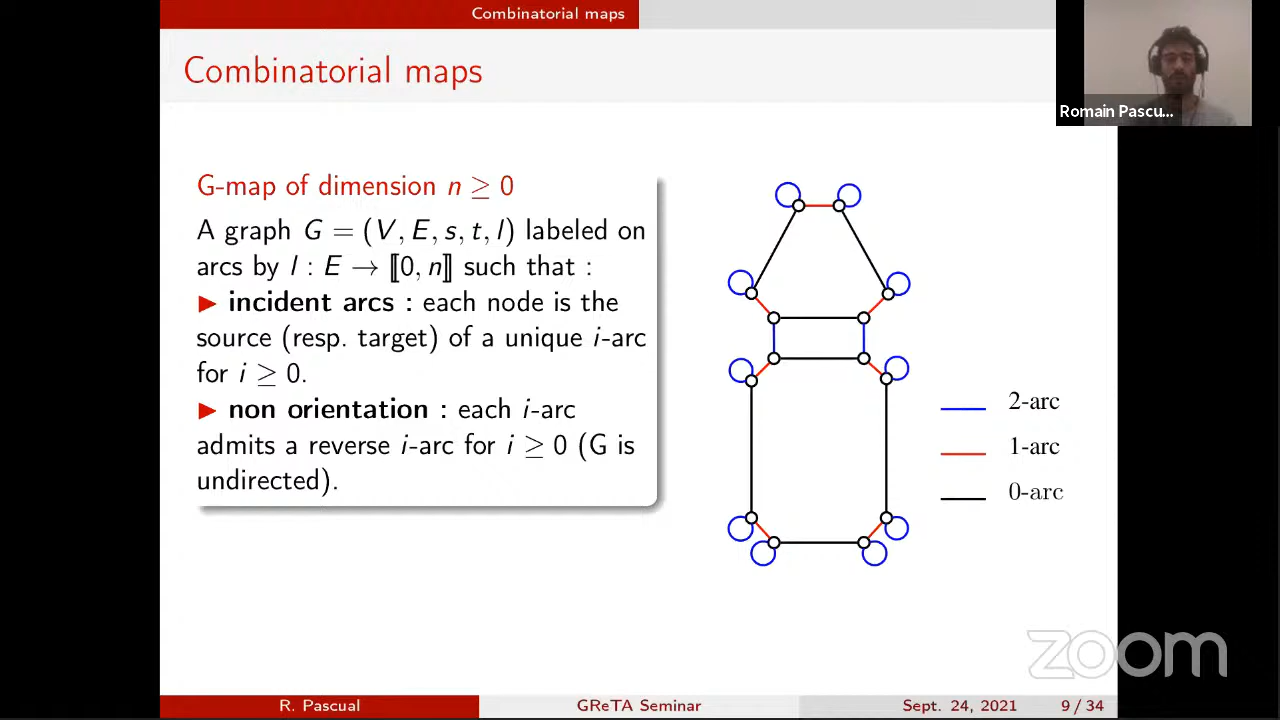 Combinatorial maps
Combinatorial maps
Romain Pascu...
G-map of dimension n ≥ 0
A graph G = (V, E, s, t, l) labeled on
arcs by l : E → ⟦0, n⟧ such that :
▶ incident arcs : each node is the
source (resp. target) of a unique i-arc
for i ≥ 0.
▶ non orientation : each i-arc
admits a reverse i-arc for i ≥ 0 (G is
undirected).
2-arc
1-arc
0-arc
zoom
R. Pascual
GReTA Seminar
Sept. 24, 2021
9 / 34